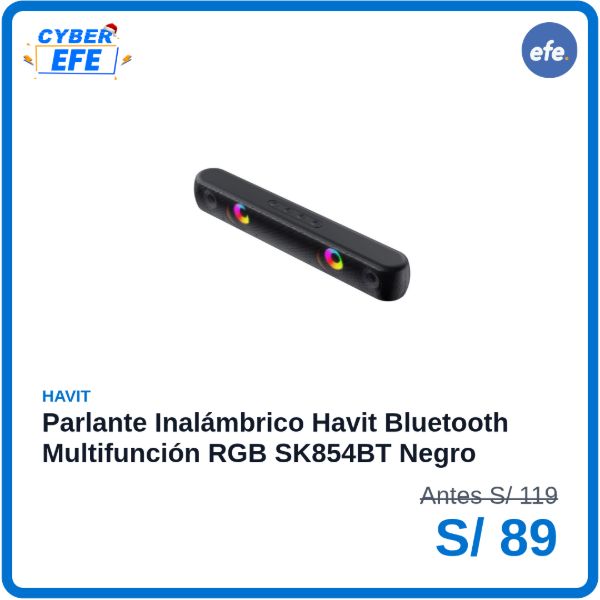 CYBER
EFE
efe.
HAVIT
Parlante Inalámbrico Havit Bluetooth
Multifunción RGB SK854BT Negro
Antes S/ 119
S/ 89